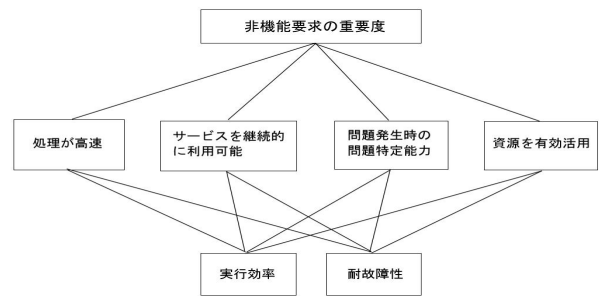 非機能要求の重要度
処理が高速
サービスを継続的
に利用可能
問題発生時の
問題特定能力
資源を有効活用
実行効率
耐故障性